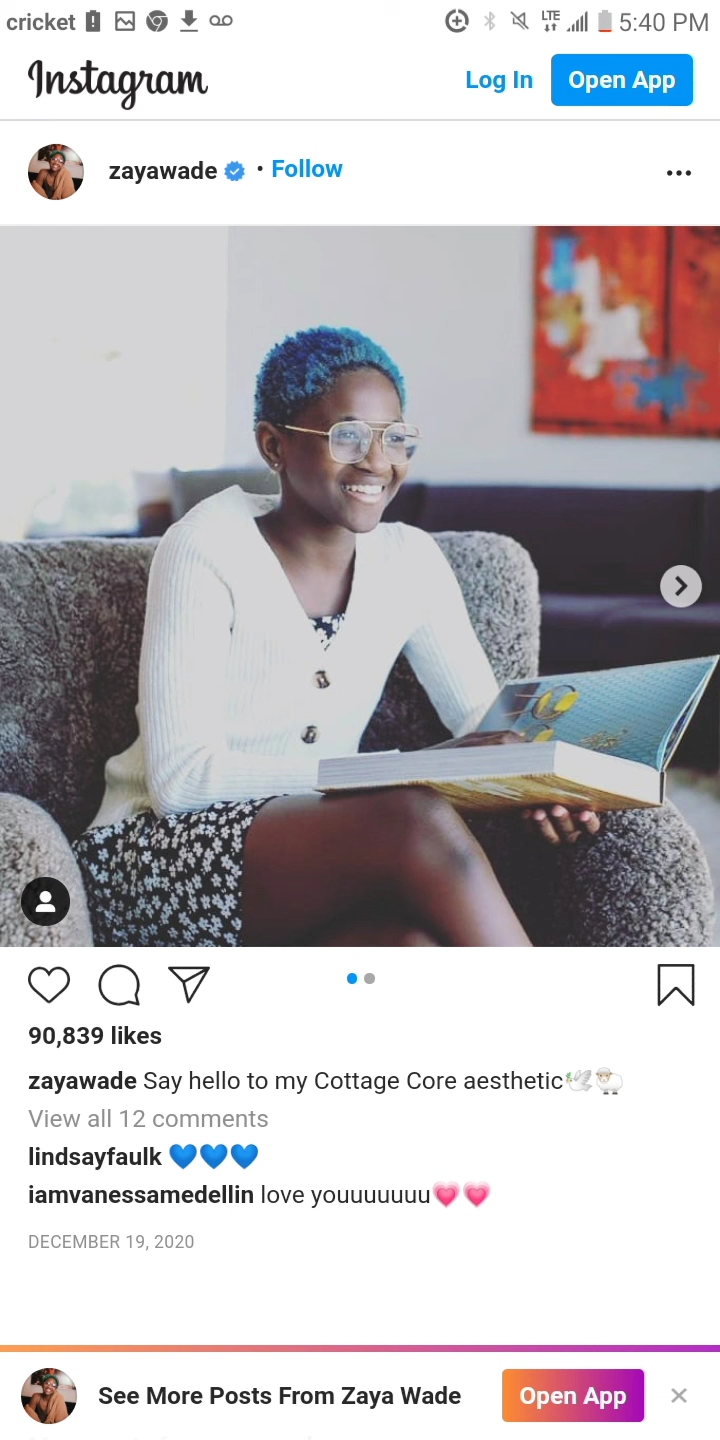 cricket 5:40 PM
LTE
Instagram Log In Open App
zayawade • Follow
90,839 likes
zayawade Say hello to my Cottage Core aesthetic🕊️🐑
View all 12 comments
lindsayfaulk 💙💙💙
iamvanessamedellin love youuuuuuu💗💗
DECEMBER 19, 2020
See More Posts From Zaya Wade Open App